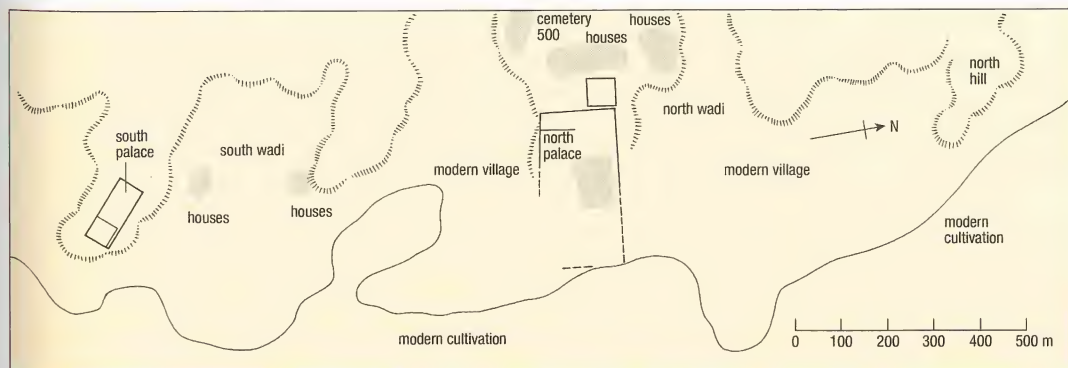 cemetery
500
houses
houses
north
hill
south
palace
south wadi
north wadi
N
north
palace
modern village
modern village
houses
houses
modern
cultivation
modern cultivation
0 100 200 300 400 500 m